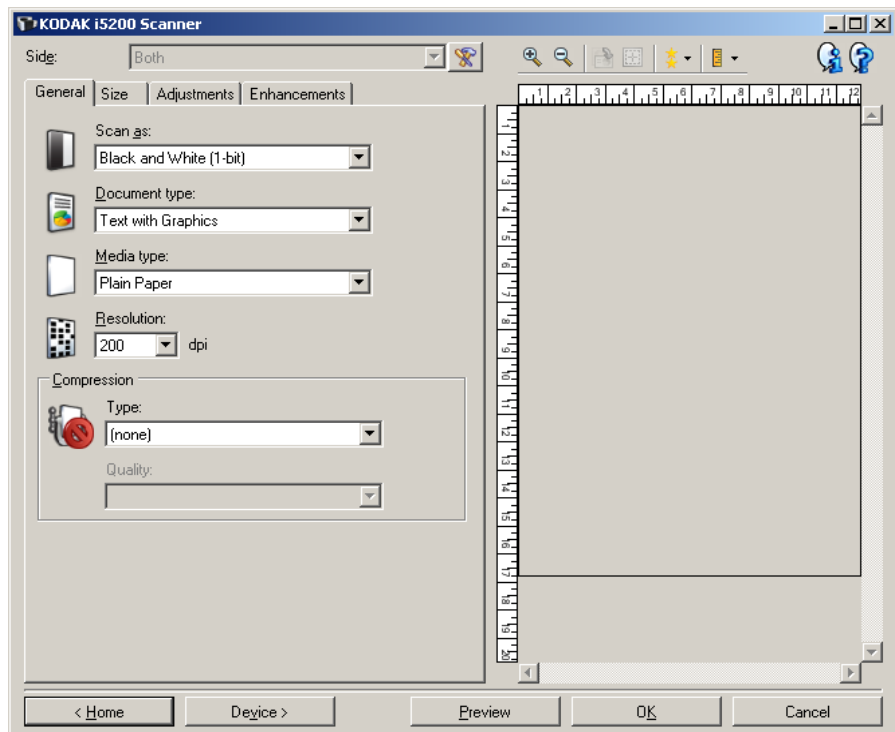 KODAK i5200 Scanner
Side: Both
General Size Adjustments Enhancements
1 2 3 4 5 6 7 8 9 10 11 12
Scan as:
Black and White (1-bit)
Document type:
Text with Graphics
Media type:
Plain Paper
Resolution:
200 dpi
Compression
Type:
(none)
Quality:
1
2
3
4
5
6
7
8
9
10
11
12
13
14
15
16
17
18
19
20
< Home Device > Preview OK Cancel